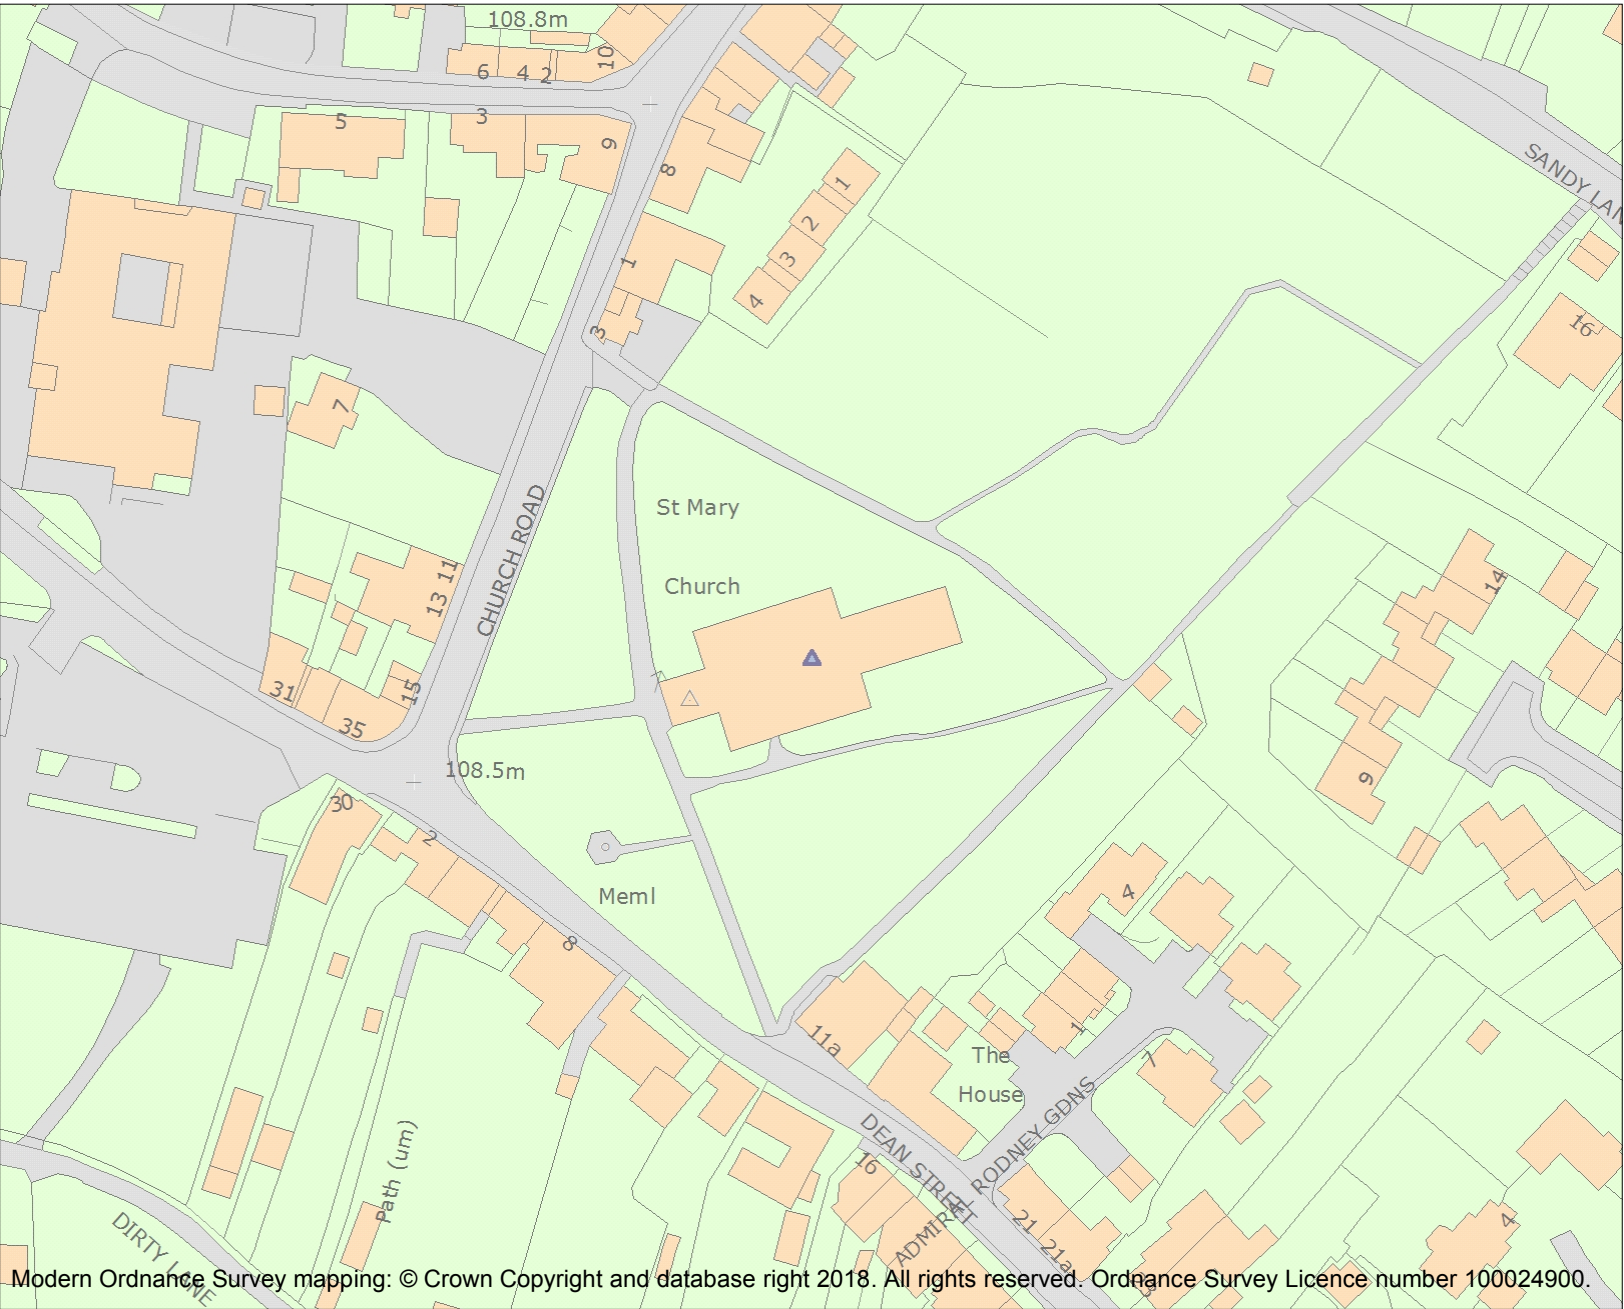 108.8m
10
6 4 2
5
3
9
8
1
2
3
4
1
3
SANDY LAN
16
7
St Mary
CHURCH ROAD
Church
11
13
14
15
31
35
108.5m
9
30
2
Meml
4
8
11a
1
The
7
House
DEAN STREET
ADMIRAL RODNEY GDNS
16
Path (um)
21
21a
4
DIRTY LANE
23
Modern Ordnance Survey mapping: © Crown Copyright and database right 2018. All rights reserved. Ordnance Survey Licence number 100024900.